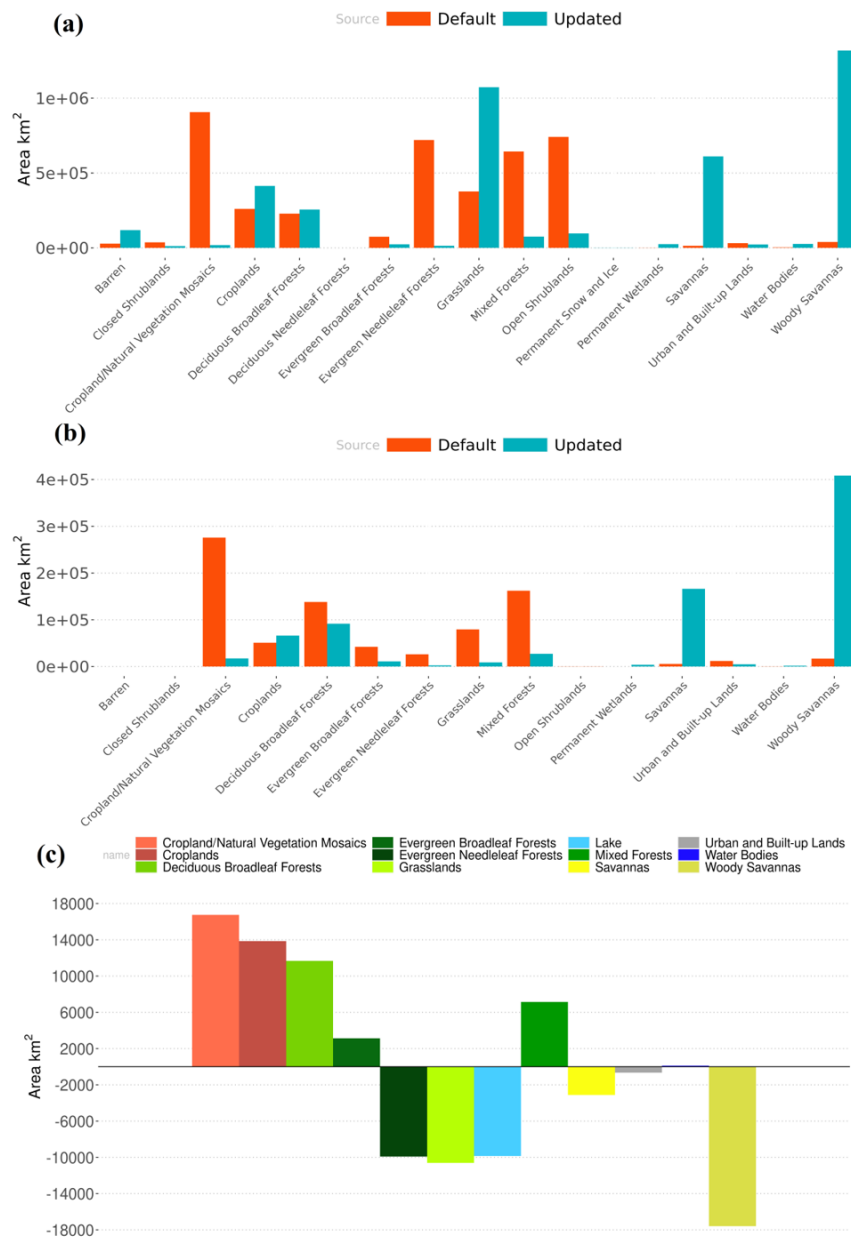 (a)
Source Default Updated
Area km²
1e+06
5e+05
0e+00
Barren
Closed Shrublands
Cropland/Natural Vegetation Mosaics
Croplands
Deciduous Broadleaf Forests
Deciduous Needleleaf Forests
Evergreen Broadleaf Forests
Evergreen Needleleaf Forests
Grasslands
Mixed Forests
Open Shrublands
Permanent Snow and Ice
Permanent Wetlands
Savannas
Urban and Built-up Lands
Water Bodies
Woody Savannas
(b)
Source Default Updated
Area km²
4e+05
3e+05
2e+05
1e+05
0e+00
Barren
Closed Shrublands
Cropland/Natural Vegetation Mosaics
Croplands
Deciduous Broadleaf Forests
Evergreen Broadleaf Forests
Evergreen Needleleaf Forests
Grasslands
Mixed Forests
Open Shrublands
Permanent Wetlands
Savannas
Urban and Built-up Lands
Water Bodies
Woody Savannas
(c)
name
Cropland/Natural Vegetation Mosaics Evergreen Broadleaf Forests Lake Urban and Built-up Lands
Croplands Evergreen Needleleaf Forests Mixed Forests Water Bodies
Deciduous Broadleaf Forests Grasslands Savannas Woody Savannas
Area km²
18000
14000
10000
6000
2000
-2000
-6000
-10000
-14000
-18000